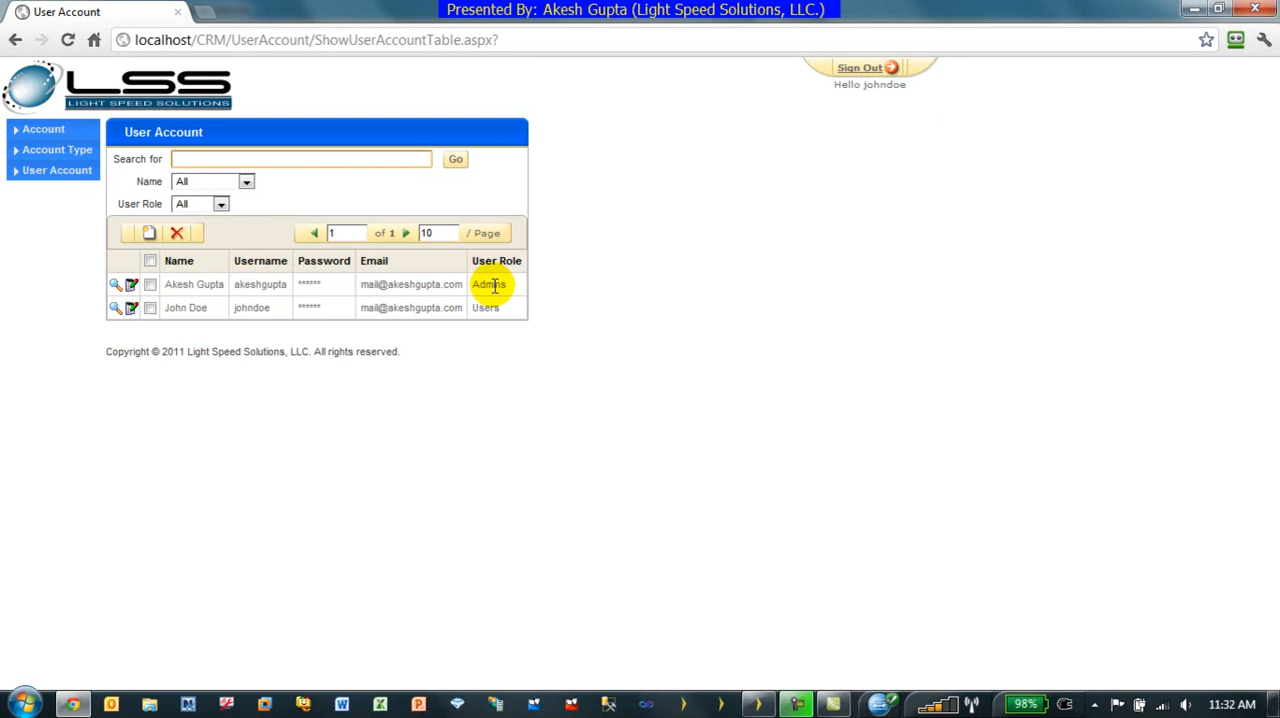 User Account
Presented By: Akesh Gupta (Light Speed Solutions, LLC.)
localhost/CRM/UserAccount/ShowUserAccountTable.aspx?
LSS
LIGHT SPEED SOLUTIONS
Sign Out
Hello johndoe
Account
Account Type
User Account
User Account
Search for Go
Name All
User Role All
1 of 1 10 / Page
Name Username Password Email User Role
Akesh Gupta akeshgupta ****** mail@akeshgupta.com Admins
John Doe johndoe ****** mail@akeshgupta.com Users
Copyright © 2011 Light Speed Solutions, LLC. All rights reserved.
98% 11:32 AM